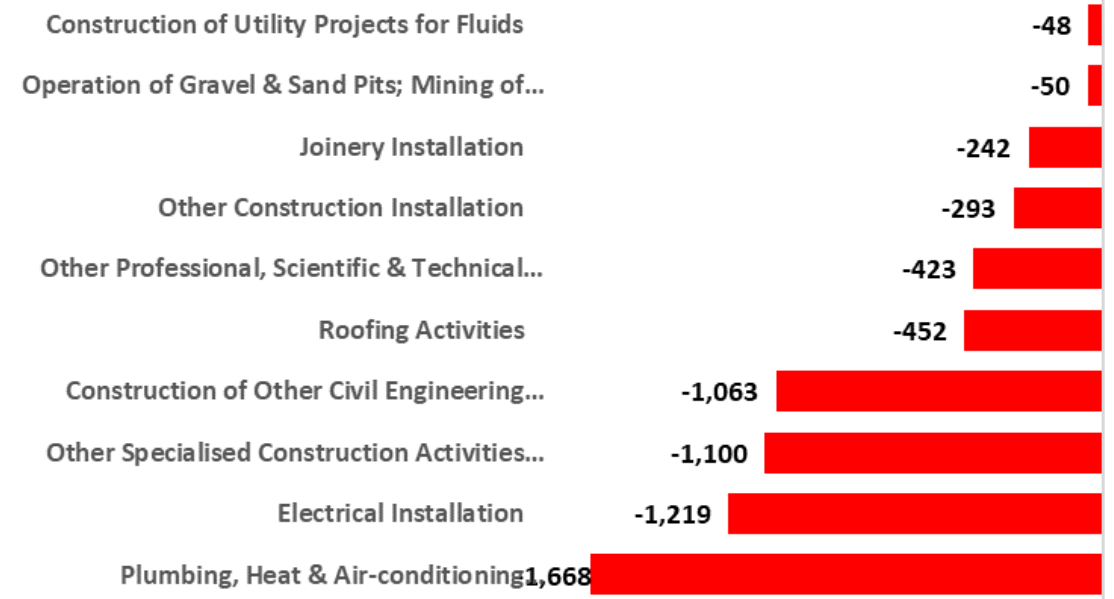 Construction of Utility Projects for Fluids -48
Operation of Gravel & Sand Pits; Mining of... -50
Joinery Installation -242
Other Construction Installation -293
Other Professional, Scientific & Technical... -423
Roofing Activities -452
Construction of Other Civil Engineering... -1,063
Other Specialised Construction Activities... -1,100
Electrical Installation -1,219
Plumbing, Heat & Air-conditioning -1,668